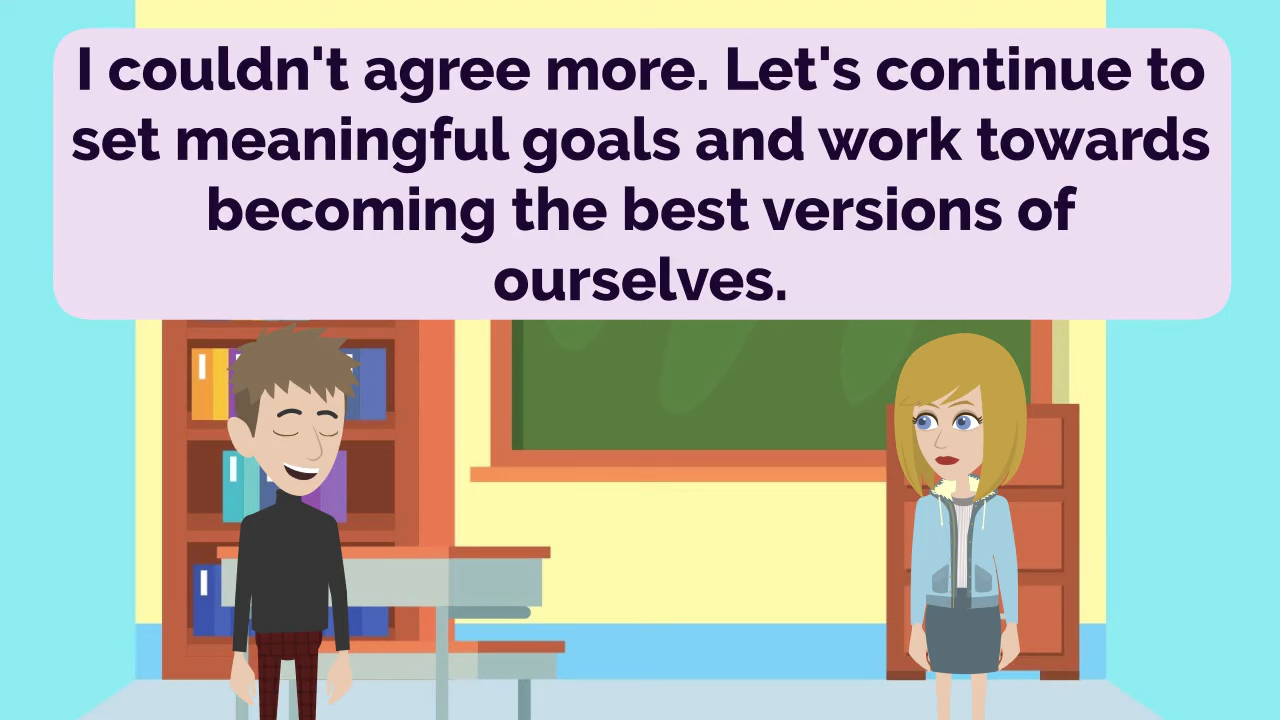 I couldn't agree more. Let's continue to
set meaningful goals and work towards
becoming the best versions of
ourselves.